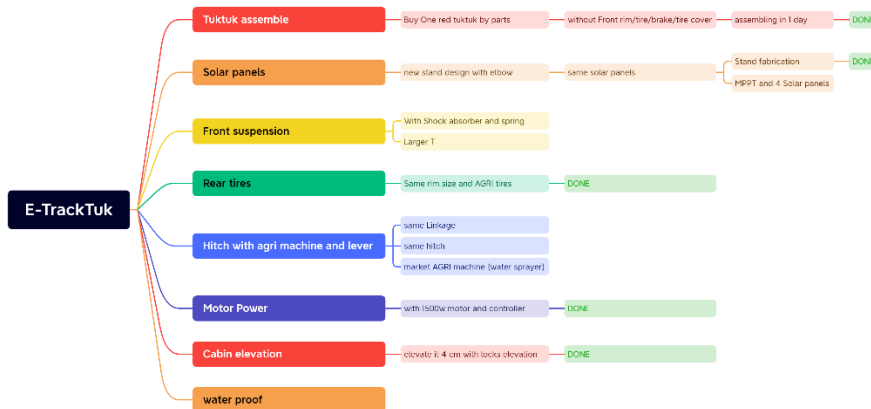 E-TrackTuk
Tuktuk assemble
Buy One red tuktuk by parts
without Front rim/tire/brake/tire cover
assembling in 1 day
DONE
Solar panels
new stand design with elbow
same solar panels
Stand fabrication
DONE
MPPT and 4 Solar panels
Front suspension
With Shock absorber and spring
Larger T
Rear tires
Same rim size and AGRI tires
DONE
Hitch with agri machine and lever
same Linkage
same hitch
market AGRI machine (water sprayer)
Motor Power
with 1500w motor and controller
DONE
Cabin elevation
elevate it 4 cm with locks elevation
DONE
water proof